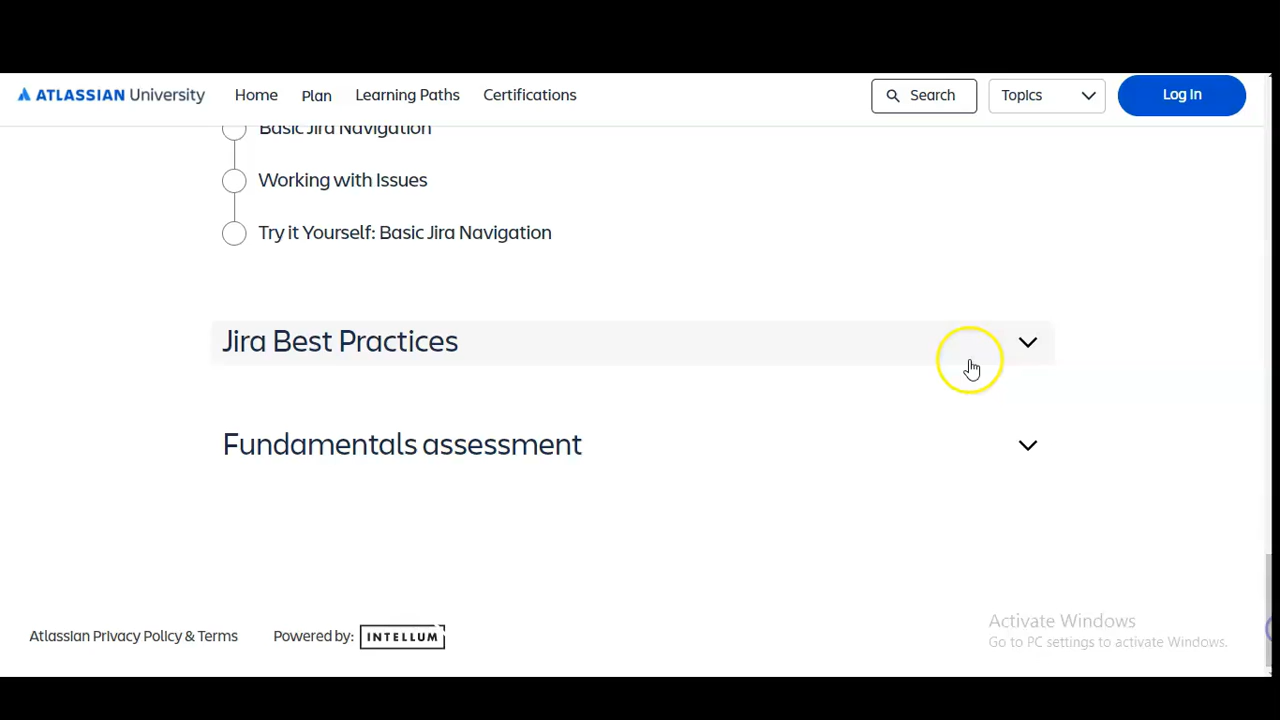 ATLASSIAN University
Home
Plan
Learning Paths
Certifications
Search
Topics
Log In
Basic Jira Navigation
Working with Issues
Try it Yourself: Basic Jira Navigation
Jira Best Practices
Fundamentals assessment
Activate Windows
Go to PC settings to activate Windows.
Atlassian Privacy Policy & Terms
Powered by: INTELLUM